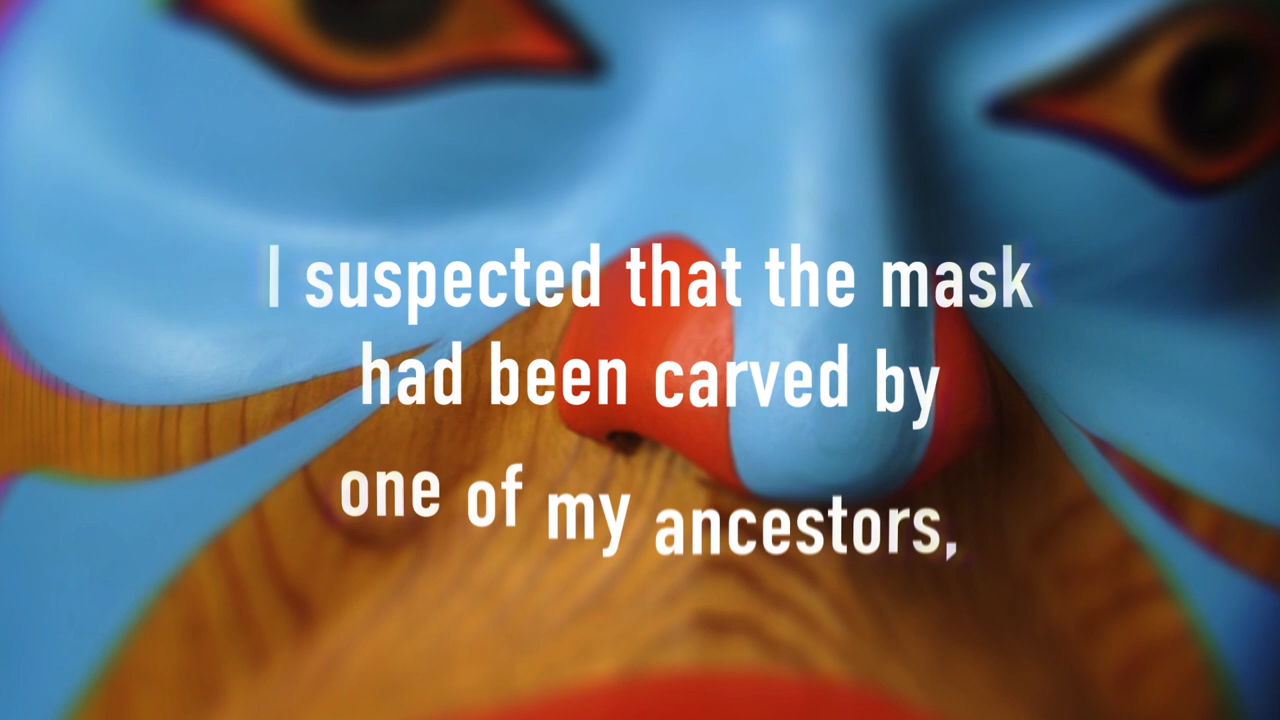 I suspected that the mask
had been carved by
one of my ancestors,